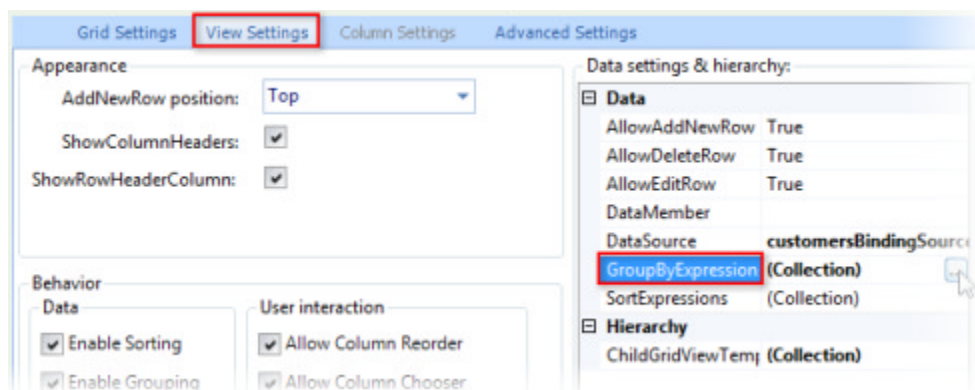 Grid Settings View Settings Column Settings Advanced Settings
Appearance
AddNewRow position: Top
ShowColumnHeaders:
ShowRowHeaderColumn:
Behavior
Data
Enable Sorting
Enable Grouping
User interaction
Allow Column Reorder
Allow Column Chooser
Data settings & hierarchy:
Data
AllowAddNewRow True
AllowDeleteRow True
AllowEditRow True
DataMember
DataSource customersBindingSource
GroupByExpression (Collection)
SortExpressions (Collection)
Hierarchy
ChildGridViewTemp (Collection)